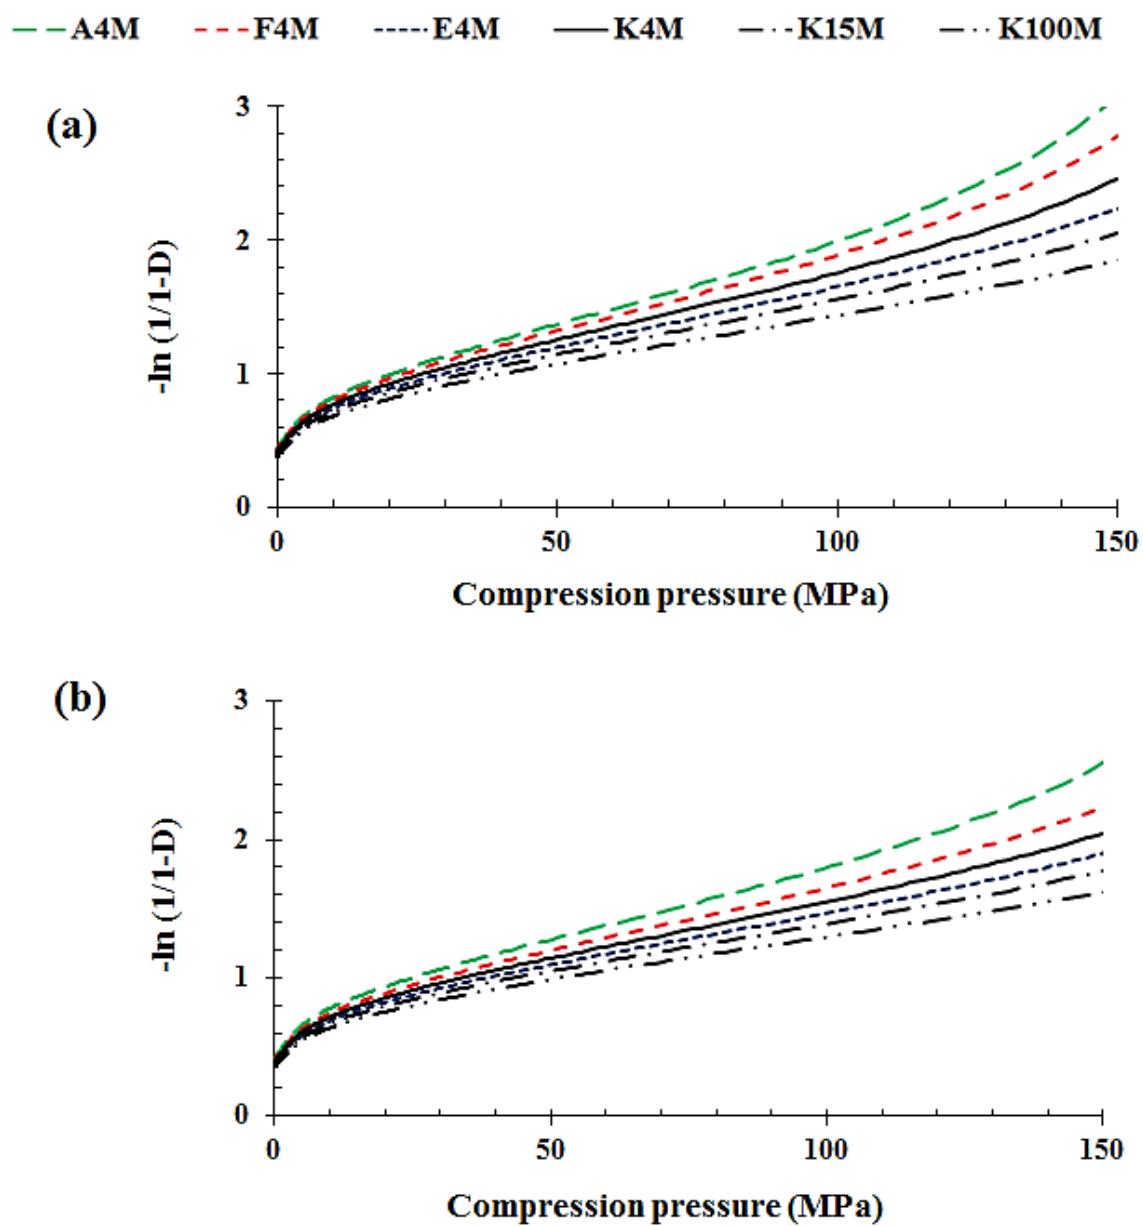 A4M F4M E4M K4M K15M K100M
(a)
3
2
1
0
-ln (1/1-D)
0 50 100 150
Compression pressure (MPa)
(b)
3
2
1
0
-ln (1/1-D)
0 50 100 150
Compression pressure (MPa)